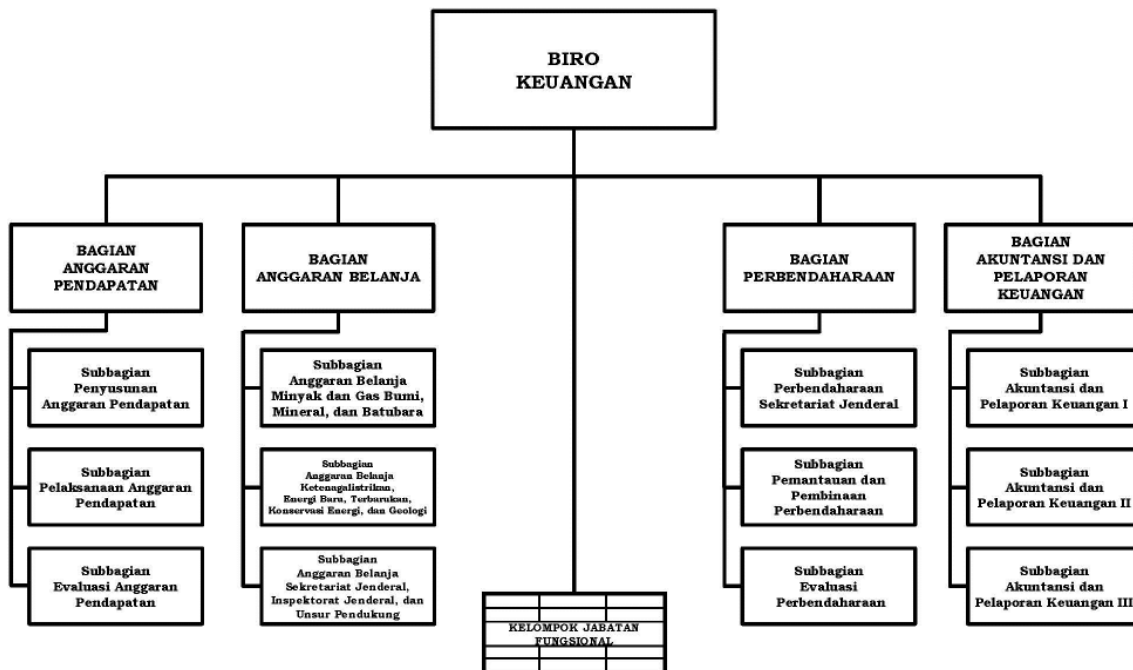 BIRO
KEUANGAN
BAGIAN
ANGGARAN
PENDAPATAN
Subbagian
Penyusunan
Anggaran Pendapatan
Subbagian
Pelaksanaan Anggaran
Pendapatan
Subbagian
Evaluasi Anggaran
Pendapatan
BAGIAN
ANGGARAN BELANJA
Subbagian
Anggaran Belanja
Minyak dan Gas Bumi,
Mineral, dan Batubara
Subbagian
Anggaran Belanja
Ketenagalistrikan,
Energi Baru, Terbarukan,
Konservasi Energi, dan Geologi
Subbagian
Anggaran Belanja
Sekretariat Jenderal,
Inspektorat Jenderal, dan
Unsur Pendukung
KELOMPOK JABATAN
FUNGSIONAL
BAGIAN
PERBENDAHARAAN
Subbagian
Perbendaharaan
Sekretariat Jenderal
Subbagian
Pemantauan dan
Pembinaan
Perbendaharaan
Subbagian
Evaluasi
Perbendaharaan
BAGIAN
AKUNTANSI DAN
PELAPORAN
KEUANGAN
Subbagian
Akuntansi dan
Pelaporan Keuangan I
Subbagian
Akuntansi dan
Pelaporan Keuangan II
Subbagian
Akuntansi dan
Pelaporan Keuangan III